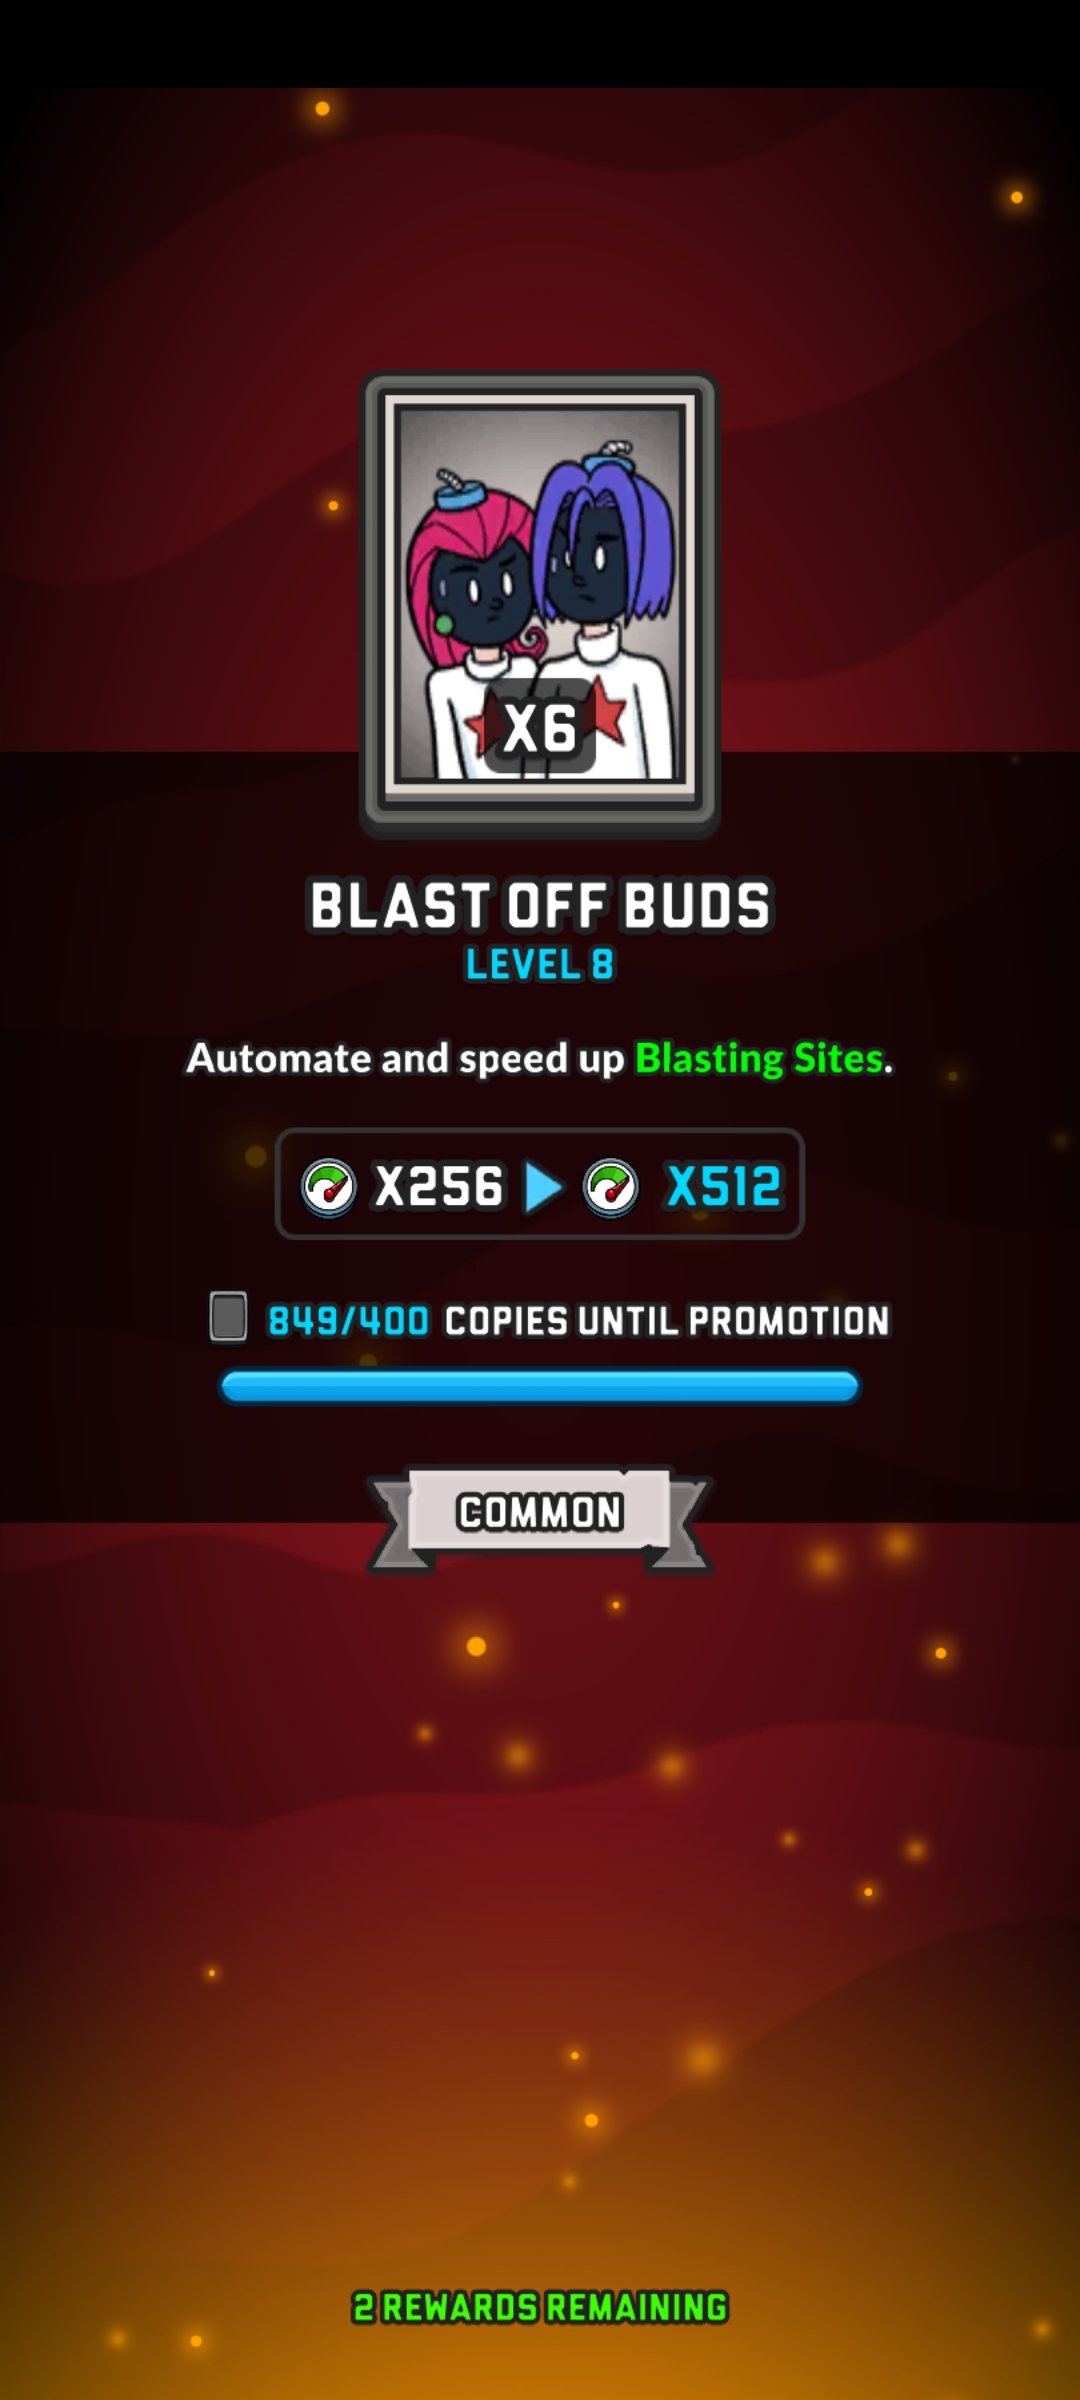 X6
BLAST OFF BUDS
LEVEL 8
Automate and speed up Blasting Sites.
X256 X512
849/400 COPIES UNTIL PROMOTION
COMMON
2 REWARDS REMAINING